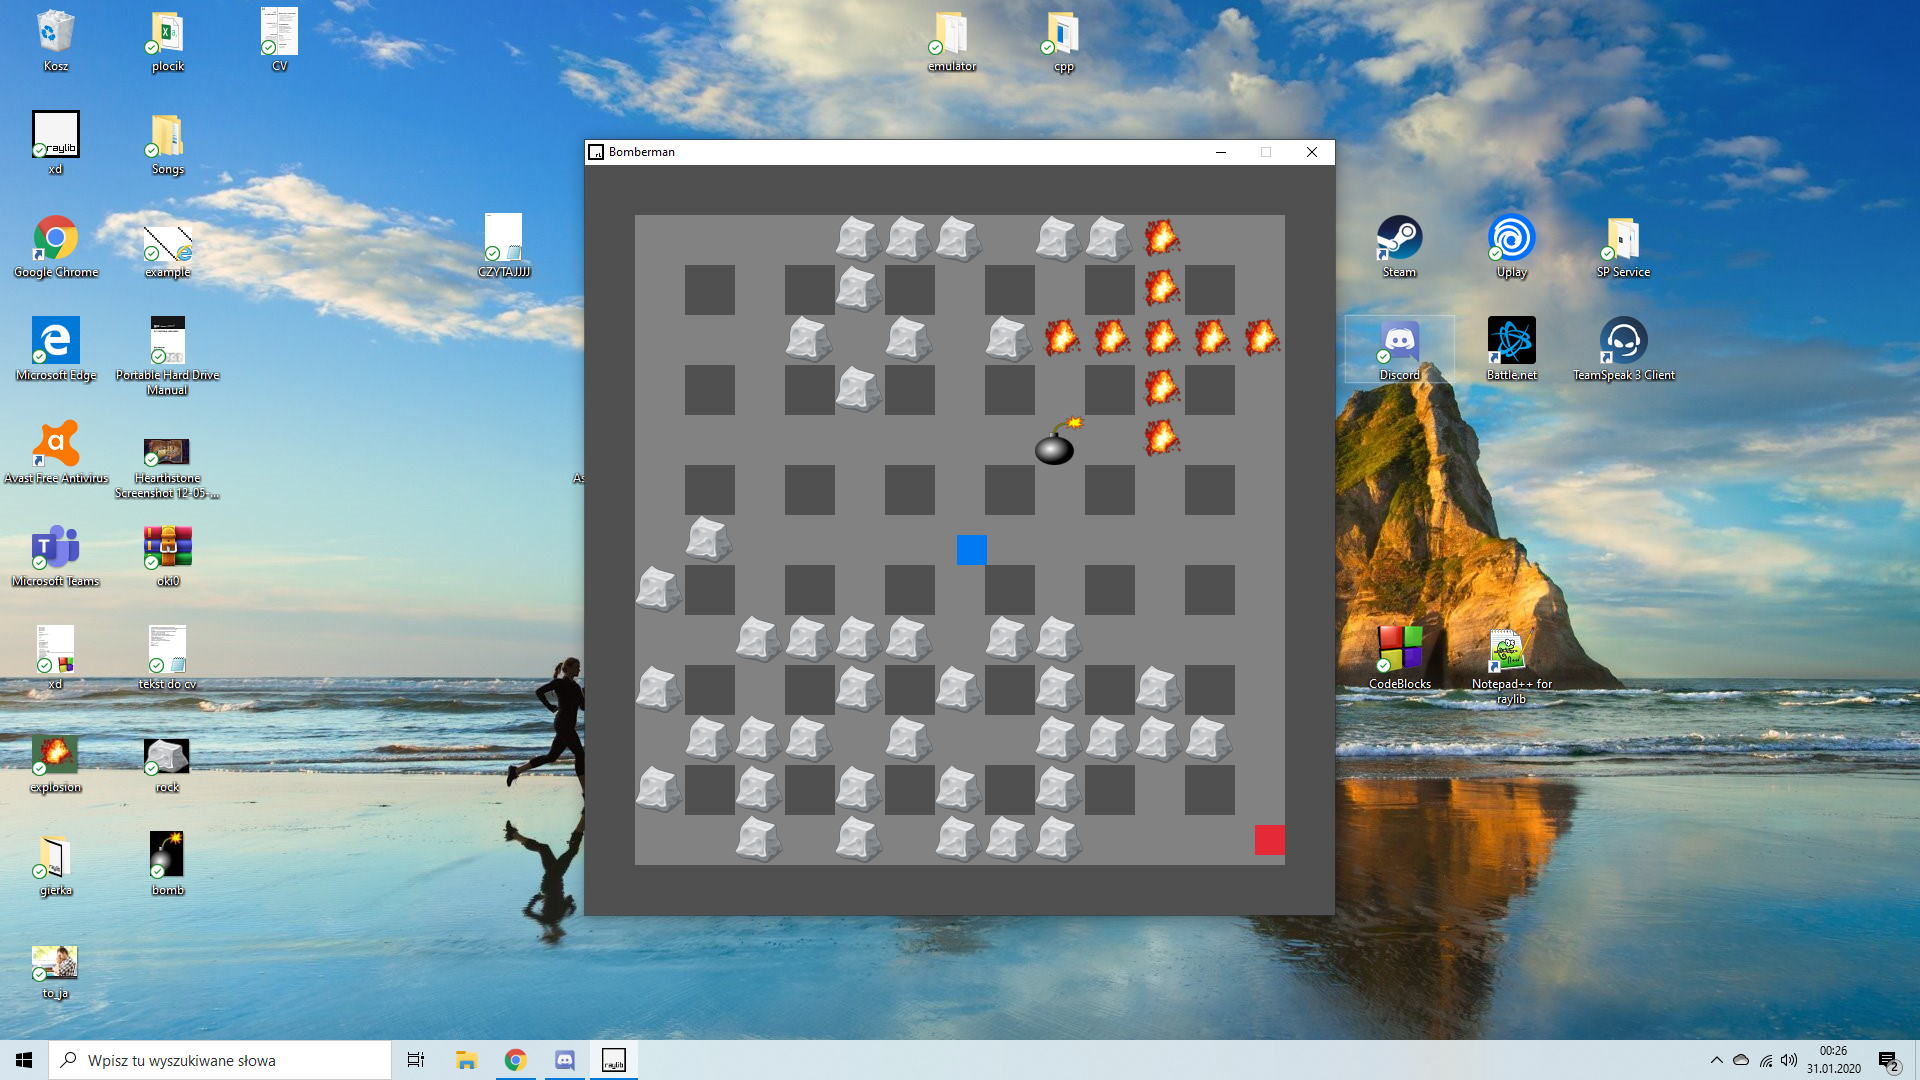 Kosz
plocik
CV
emulator
cpp
raylib
xd
Songs
rL Bomberman
Google Chrome
example
CZYTAJJJJ
Steam
Uplay
SP Service
Microsoft Edge
Portable Hard Drive
Manual
Discord
Battle.net
TeamSpeak 3 Client
Avast Free Antivirus
Hearthstone
Screenshot 12-05-...
As
Microsoft Teams
oki0
xd
tekst do cv
CodeBlocks
Notepad++ for
raylib
explosion
rock
gierka
bomb
to_ja
Wpisz tu wyszukiwane słowa
raylib
00:26
31.01.2020
2